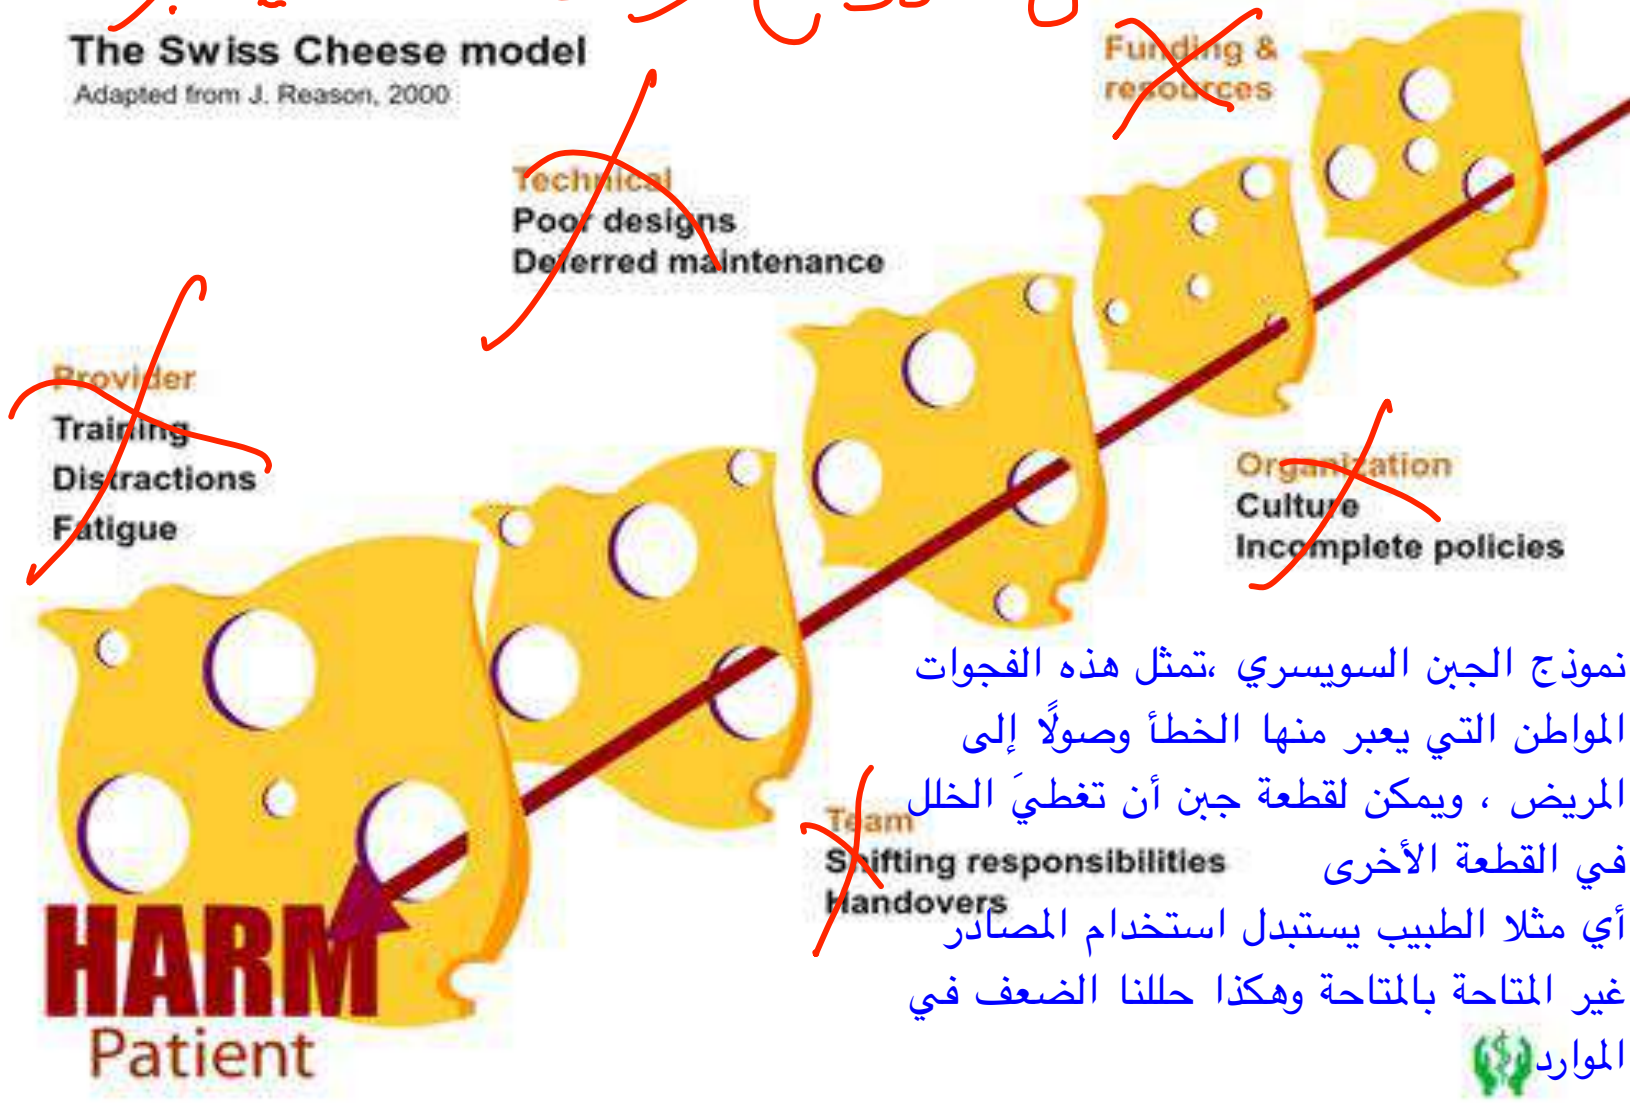 The Swiss Cheese model
Adapted from J. Reason, 2000
Funding &
resources
Technical
Poor designs
Deferred maintenance
Provider
Training
Distractions
Fatigue
Organization
Culture
Incomplete policies
نموذج الجبن السويسري ،تمثل هذه الفجوات
المواطن التي يعبر منها الخطأ وصولًا إلى
المريض ، ويمكن لقطعة جبن أن تغطيَ الخلل
في القطعة الأخرى
أي مثلا الطبيب يستبدل استخدام المصادر
غير المتاحة بالمتاحة وهكذا حللنا الضعف في
الموارد
Team
Shifting responsibilities
Handovers
HARM
Patient